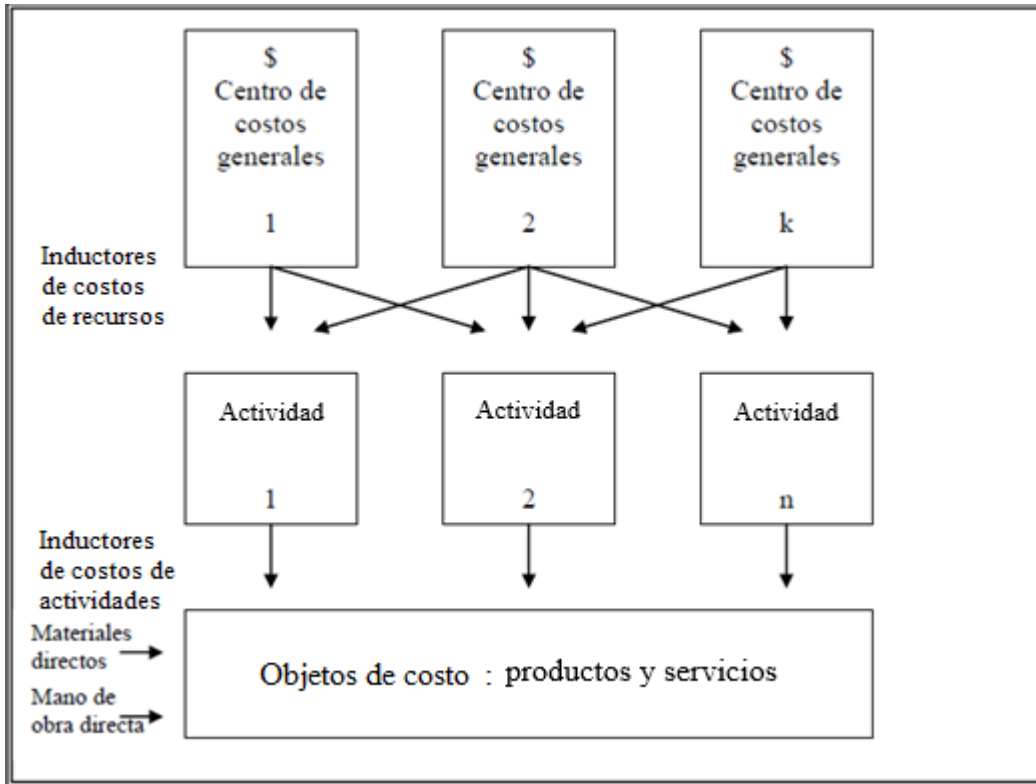 $
Centro de
costos
generales
1
$
Centro de
costos
generales
2
$
Centro de
costos
generales
k
Inductores
de costos
de recursos
Actividad
1
Actividad
2
Actividad
n
Inductores
de costos de
actividades
Materiales
directos
Mano de
obra directa
Objetos de costo : productos y servicios